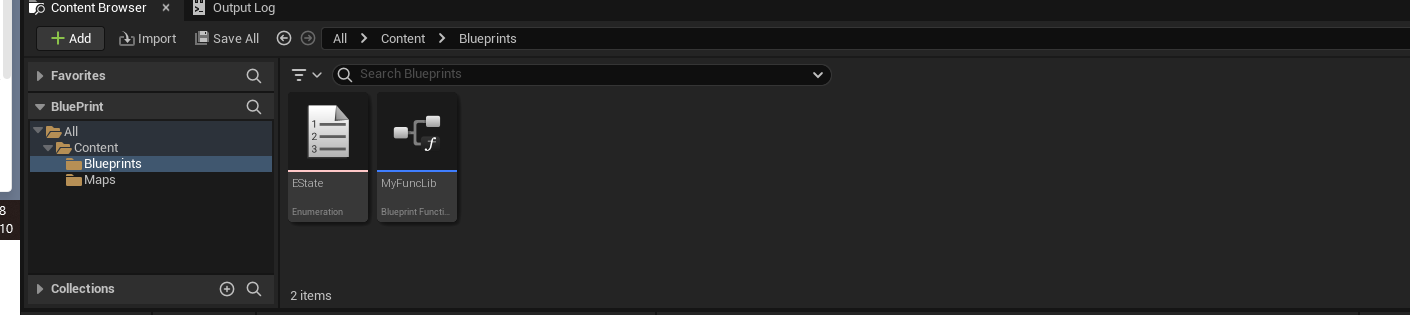 Content Browser
Output Log
Add
Import
Save All
All
Content
Blueprints
Favorites
Search Blueprints
BluePrint
All
Content
Blueprints
Maps
1
2
3
f
EState
Enumeration
MyFuncLib
Blueprint Functi...
8
10
Collections
2 items